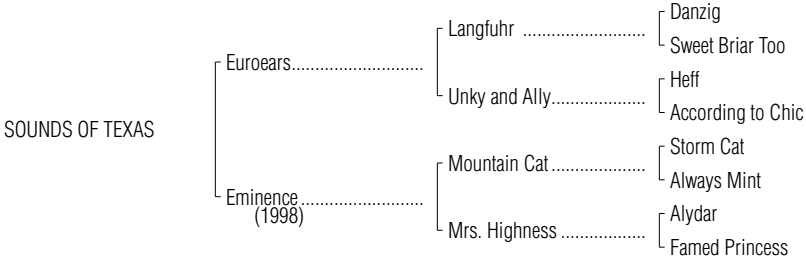 Danzig
Langfuhr ..........................
Sweet Briar Too
Euroears............................
Heff
Unky and Ally....................
According to Chic
SOUNDS OF TEXAS
Storm Cat
Mountain Cat ....................
Always Mint
Eminence ..........................
(1998)
Alydar
Mrs. Highness ..................
Famed Princess